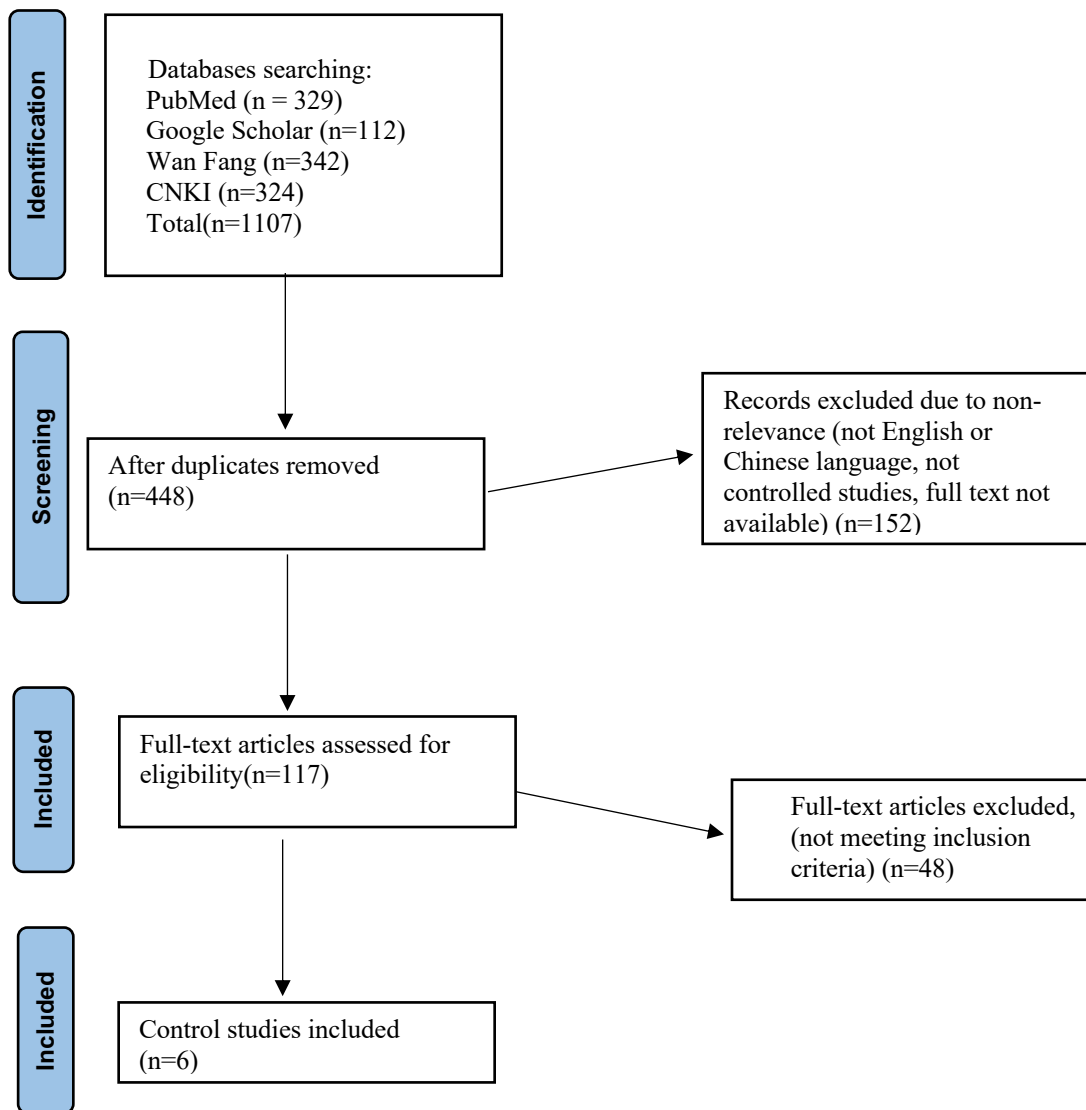 Identification
Databases searching:
PubMed (n = 329)
Google Scholar (n=112)
Wan Fang (n=342)
CNKI (n=324)
Total(n=1107)
Screening
After duplicates removed
(n=448)
Records excluded due to non-
relevance (not English or
Chinese language, not
controlled studies, full text not
available) (n=152)
Included
Full-text articles assessed for
eligibility(n=117)
Full-text articles excluded,
(not meeting inclusion
criteria) (n=48)
Included
Control studies included
(n=6)